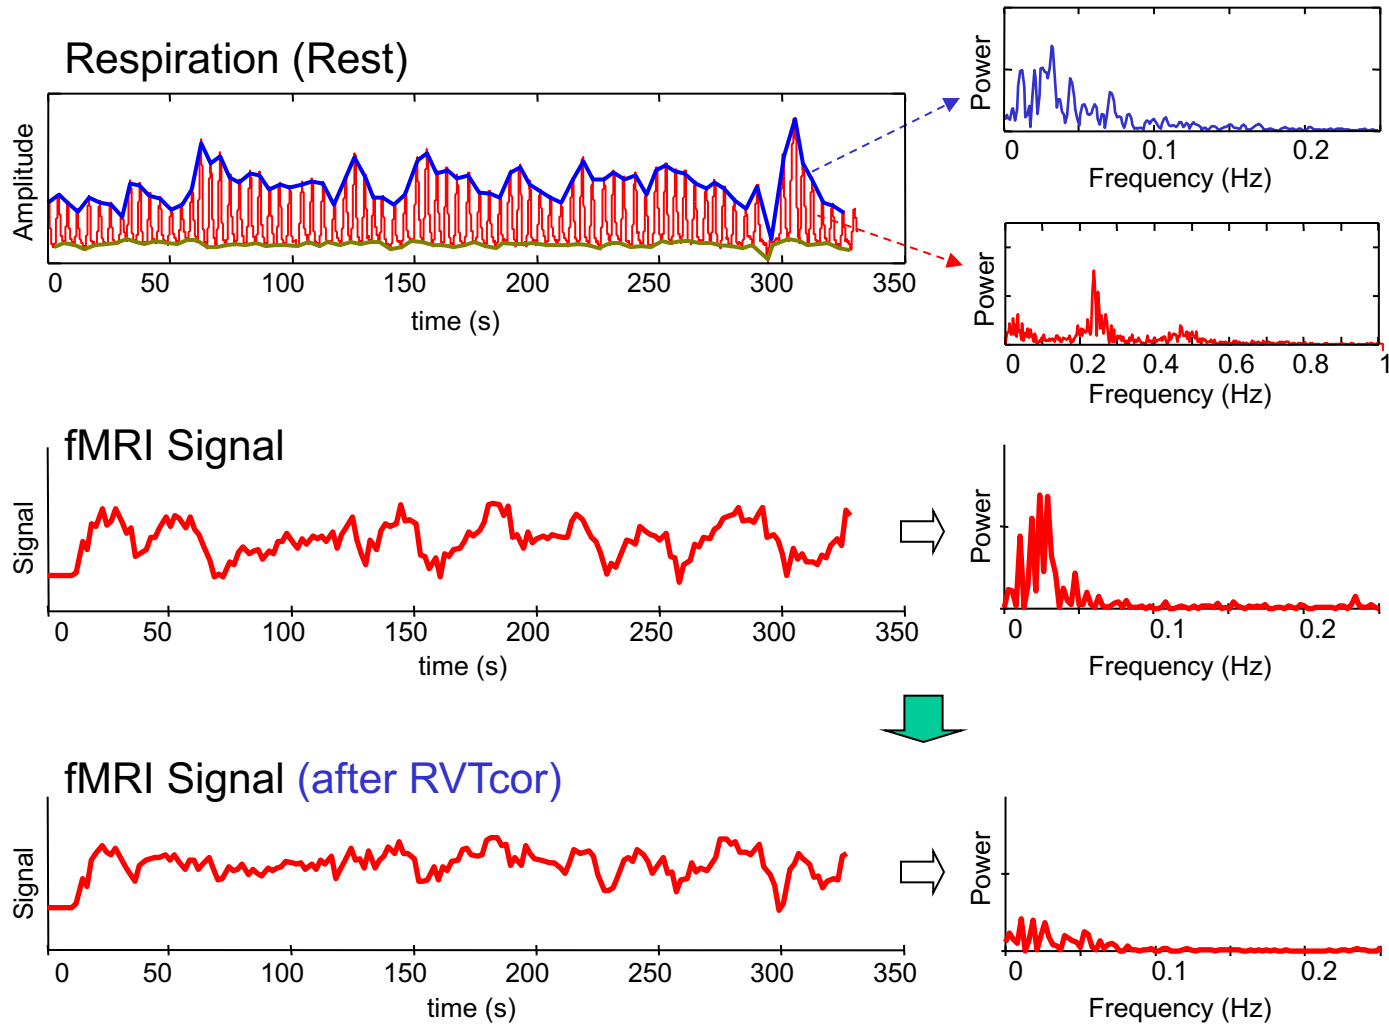 Respiration (Rest)
Amplitude
0 50 100 150 200 250 300 350
time (s)
Power
0 0.1 0.2
Frequency (Hz)
Power
0 0.2 0.4 0.6 0.8 1
Frequency (Hz)
fMRI Signal
Signal
0 50 100 150 200 250 300 350
time (s)
Power
0 0.1 0.2
Frequency (Hz)
fMRI Signal (after RVTcor)
Signal
0 50 100 150 200 250 300 350
time (s)
Power
0 0.1 0.2
Frequency (Hz)